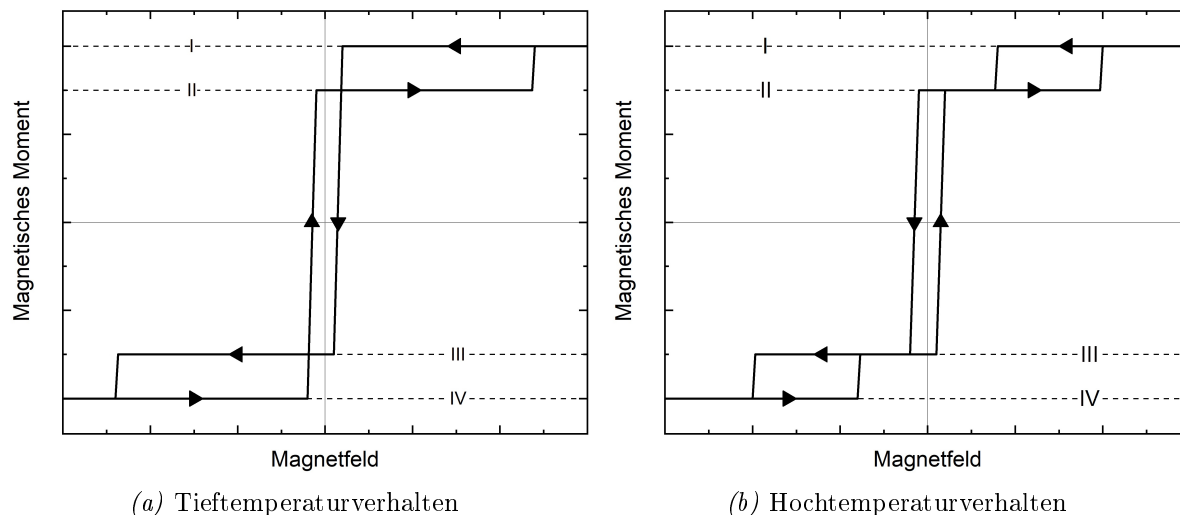 Magnetisches Moment
I
II
III
IV
Magnetfeld
(a) Tieftemperaturverhalten
Magnetisches Moment
I
II
III
IV
Magnetfeld
(b) Hochtemperaturverhalten